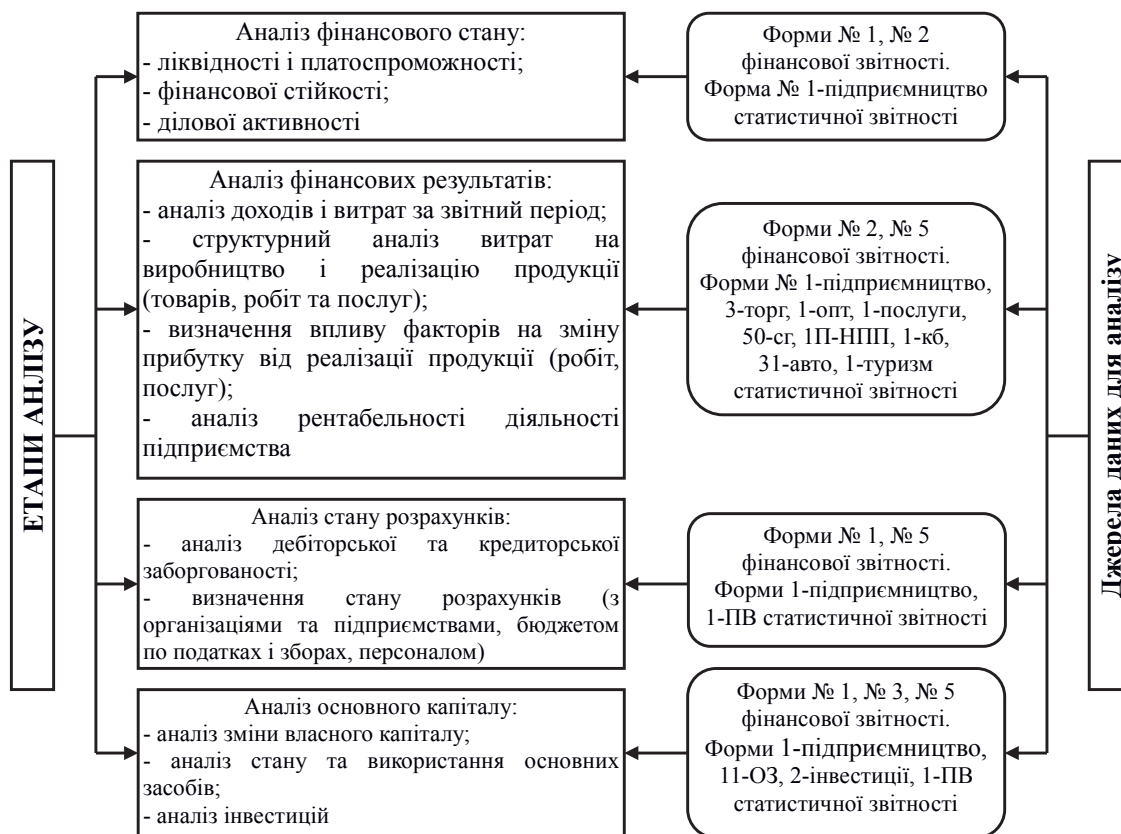 ЕТАПИ АНЛІЗУ
Аналіз фінансового стану:
- ліквідності і платоспроможності;
- фінансової стійкості;
- ділової активності
Форми № 1, № 2
фінансової звітності.
Форма № 1-підприємництво
статистичної звітності
Аналіз фінансових результатів:
- аналіз доходів і витрат за звітний період;
- структурний аналіз витрат на
виробництво і реалізацію продукції
(товарів, робіт та послуг);
- визначення впливу факторів на зміну
прибутку від реалізації продукції (робіт,
послуг);
- аналіз рентабельності діяльності
підприємства
Форми № 2, № 5
фінансової звітності.
Форми № 1-підприємництво,
3-торг, 1-опт, 1-послуги,
50-сг, 1П-НПП, 1-кб,
31-авто, 1-туризм
статистичної звітності
Аналіз стану розрахунків:
- аналіз дебіторської та кредиторської
заборгованості;
- визначення стану розрахунків (з
організаціями та підприємствами, бюджетом
по податках і зборах, персоналом)
Форми № 1, № 5
фінансової звітності.
Форми 1-підприємництво,
1-ПВ статистичної звітності
Аналіз основного капіталу:
- аналіз зміни власного капіталу;
- аналіз стану та використання основних
засобів;
- аналіз інвестицій
Форми № 1, № 3, № 5
фінансової звітності.
Форми 1-підприємництво,
11-ОЗ, 2-інвестиції, 1-ПВ
статистичної звітності
Джерела даних для аналізу